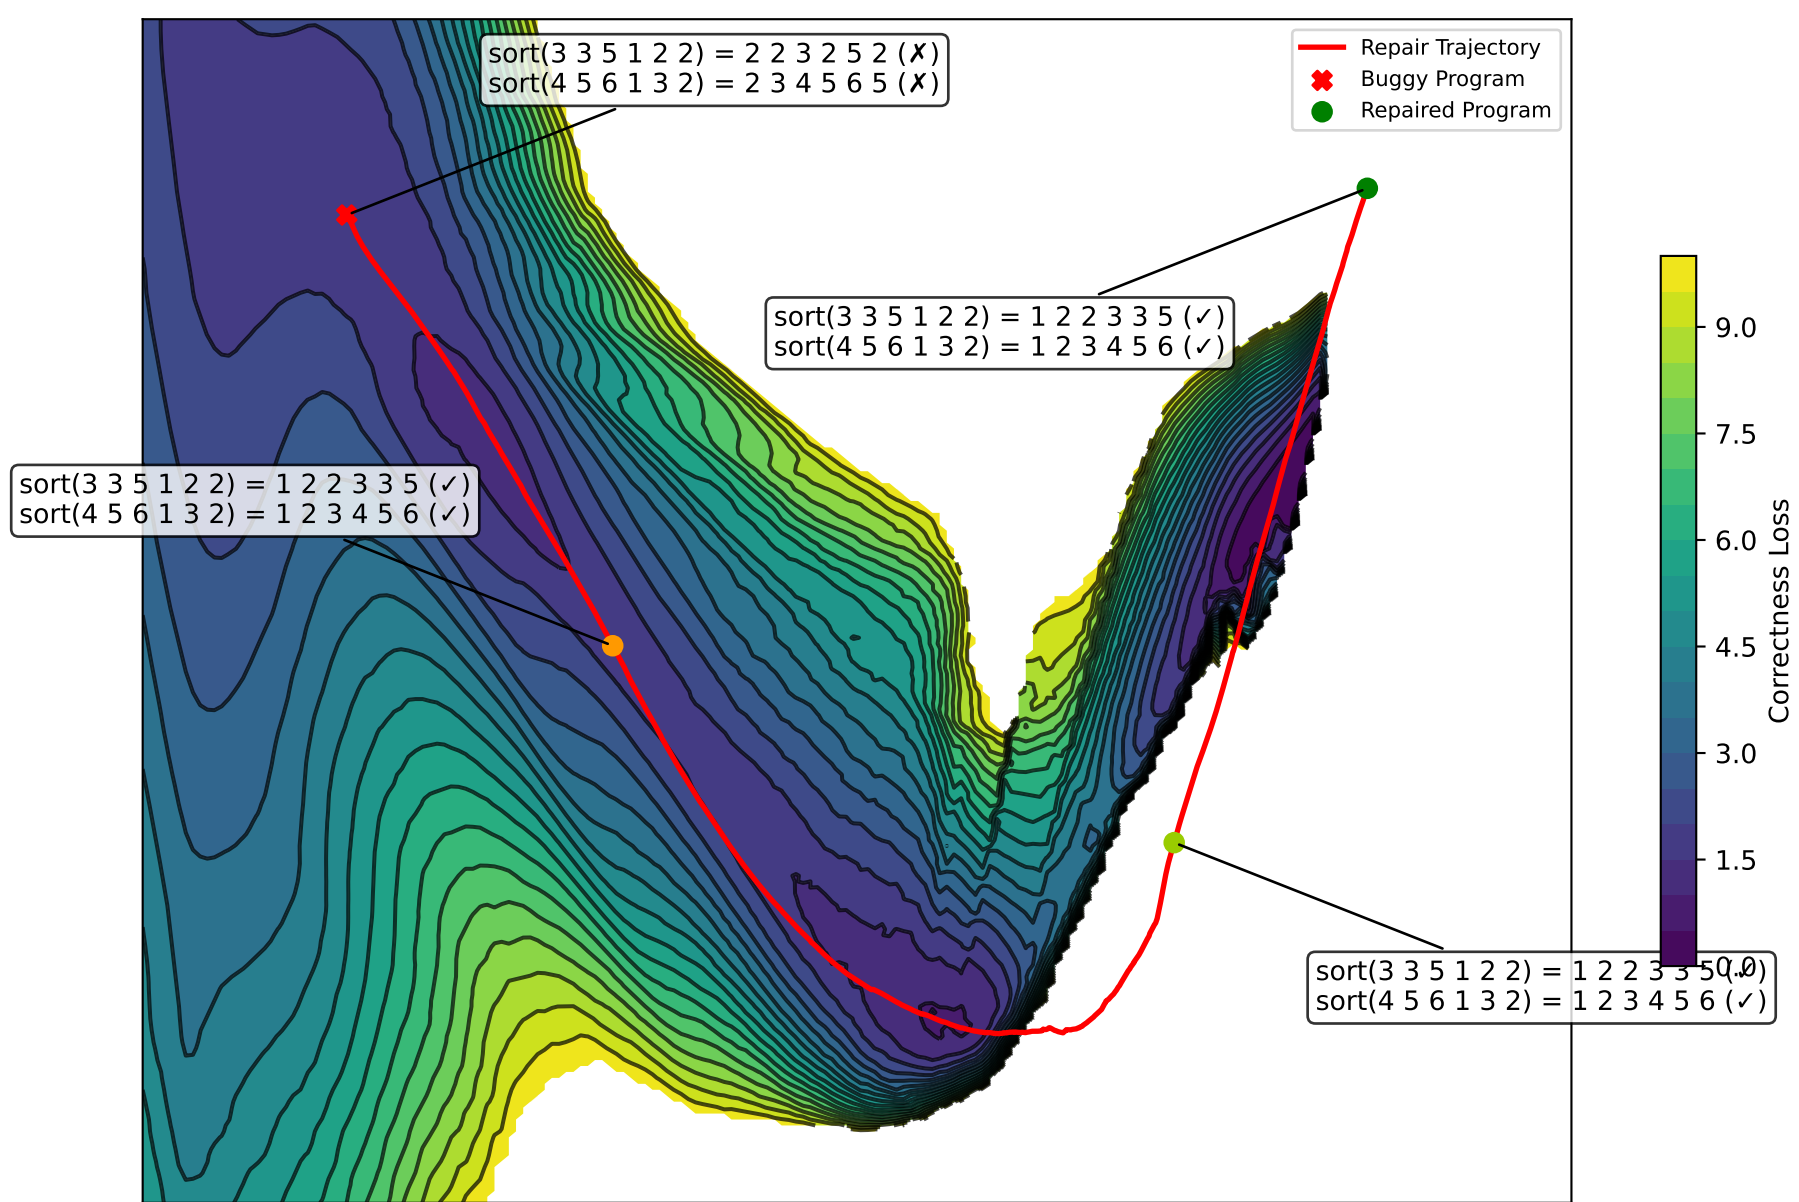 sort(3 3 5 1 2 2) = 2 2 3 2 5 2 (✗)
sort(4 5 6 1 3 2) = 2 3 4 5 6 5 (✗)
Repair Trajectory
Buggy Program
Repaired Program
sort(3 3 5 1 2 2) = 1 2 2 3 3 5 (✓)
sort(4 5 6 1 3 2) = 1 2 3 4 5 6 (✓)
sort(3 3 5 1 2 2) = 1 2 2 3 3 5 (✓)
sort(4 5 6 1 3 2) = 1 2 3 4 5 6 (✓)
sort(3 3 5 1 2 2) = 1 2 2 3 3 5 (✓)
sort(4 5 6 1 3 2) = 1 2 3 4 5 6 (✓)
9.0
7.5
6.0
4.5
3.0
1.5
0.0
Correctness Loss